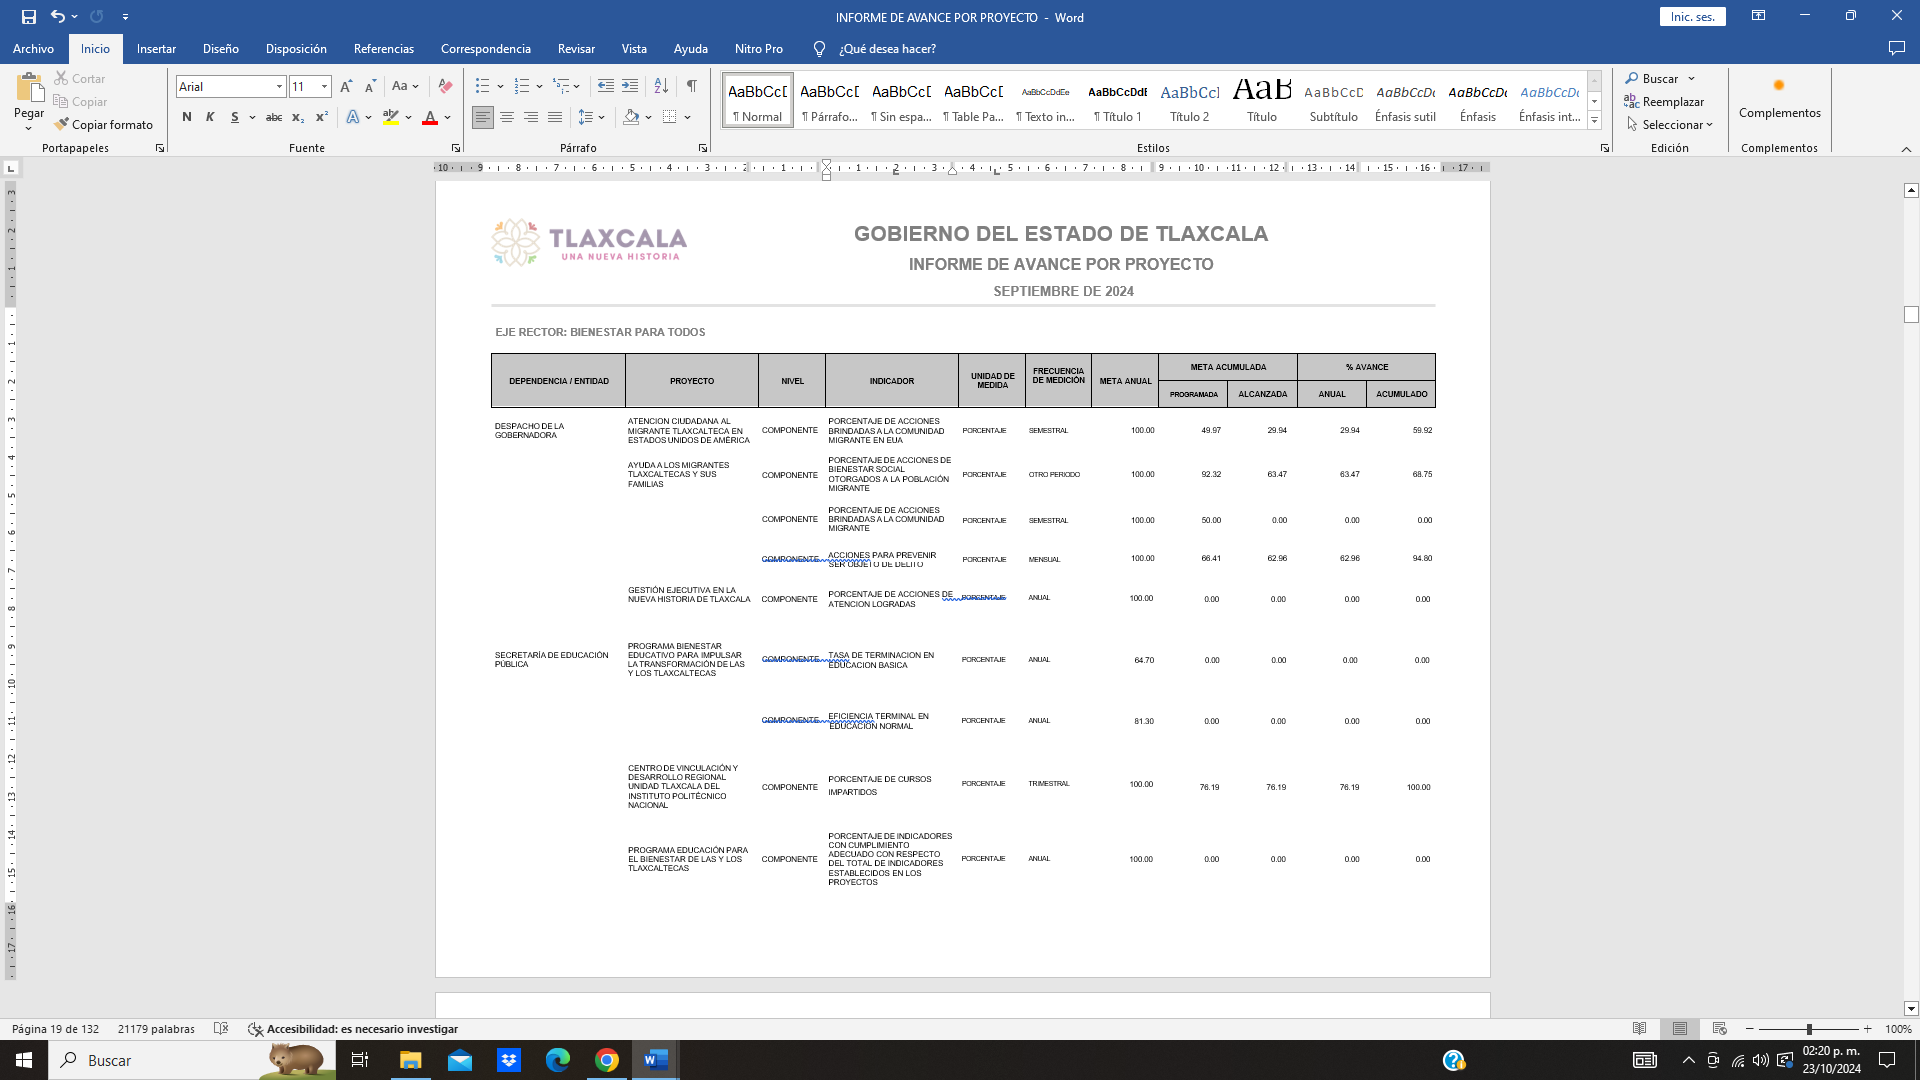 INFORME DE AVANCE POR PROYECTO - Word
Inic. ses.
Archivo Inicio Insertar Diseño Disposición Referencias Correspondencia Revisar Vista Ayuda Nitro Pro ¿Qué desea hacer?
Pegar
Cortar
Copiar
Copiar formato
Portapapeles
Arial 11
N K S abc x₂ x²
Fuente
Párrafo
AaBbCcD AaBbCcD AaBbCcD AaBbCcD AaBbCcDdEe AaBbCcDdE AaBbCcI AaB AaBbCcD AaBbCcDc AaBbCcDc AaBbCcDc
¶ Normal ¶ Párrafo... ¶ Sin espa... ¶ Table Pa... ¶ Texto in... ¶ Título 1 Título 2 Título Subtítulo Énfasis sutil Énfasis Énfasis int...
Estilos
Buscar
Reemplazar
Seleccionar
Edición
Complementos
Complementos
TLAXCALA
UNA NUEVA HISTORIA
GOBIERNO DEL ESTADO DE TLAXCALA
INFORME DE AVANCE POR PROYECTO
SEPTIEMBRE DE 2024
EJE RECTOR: BIENESTAR PARA TODOS
DEPENDENCIA / ENTIDAD PROYECTO NIVEL INDICADOR UNIDAD DE MEDIDA FRECUENCIA DE MEDICIÓN META ANUAL META ACUMULADA % AVANCE
PROGRAMADA ALCANZADA ANUAL ACUMULADO
DESPACHO DE LA GOBERNADORA ATENCION CIUDADANA AL MIGRANTE TLAXCALTECA EN ESTADOS UNIDOS DE AMÉRICA COMPONENTE PORCENTAJE DE ACCIONES BRINDADAS A LA COMUNIDAD MIGRANTE EN EUA PORCENTAJE SEMESTRAL 100.00 49.97 29.94 29.94 59.92
AYUDA A LOS MIGRANTES TLAXCALTECAS Y SUS FAMILIAS COMPONENTE PORCENTAJE DE ACCIONES DE BIENESTAR SOCIAL OTORGADOS A LA POBLACIÓN MIGRANTE PORCENTAJE OTRO PERIODO 100.00 92.32 63.47 63.47 68.75
COMPONENTE PORCENTAJE DE ACCIONES BRINDADAS A LA COMUNIDAD MIGRANTE PORCENTAJE SEMESTRAL 100.00 50.00 0.00 0.00 0.00
COMPONENTE ACCIONES PARA PREVENIR SER OBJETO DE DELITO PORCENTAJE MENSUAL 100.00 66.41 62.96 62.96 94.80
GESTIÓN EJECUTIVA EN LA NUEVA HISTORIA DE TLAXCALA COMPONENTE PORCENTAJE DE ACCIONES DE ATENCION LOGRADAS PORCENTAJE ANUAL 100.00 0.00 0.00 0.00 0.00
SECRETARÍA DE EDUCACIÓN PÚBLICA PROGRAMA BIENESTAR EDUCATIVO PARA IMPULSAR LA TRANSFORMACIÓN DE LAS Y LOS TLAXCALTECAS COMPONENTE TASA DE TERMINACION EN EDUCACION BASICA PORCENTAJE ANUAL 64.70 0.00 0.00 0.00 0.00
COMPONENTE EFICIENCIA TERMINAL EN EDUCACION NORMAL PORCENTAJE ANUAL 81.30 0.00 0.00 0.00 0.00
CENTRO DE VINCULACIÓN Y DESARROLLO REGIONAL UNIDAD TLAXCALA DEL INSTITUTO POLITÉCNICO NACIONAL COMPONENTE PORCENTAJE DE CURSOS IMPARTIDOS PORCENTAJE TRIMESTRAL 100.00 76.19 76.19 76.19 100.00
PROGRAMA EDUCACIÓN PARA EL BIENESTAR DE LAS Y LOS TLAXCALTECAS COMPONENTE PORCENTAJE DE INDICADORES CON CUMPLIMIENTO ADECUADO CON RESPECTO DEL TOTAL DE INDICADORES ESTABLECIDOS EN LOS PROYECTOS PORCENTAJE ANUAL 100.00 0.00 0.00 0.00 0.00
Página 19 de 132 21179 palabras Accesibilidad: es necesario investigar 100%
Buscar
02:20 p. m.
23/10/2024